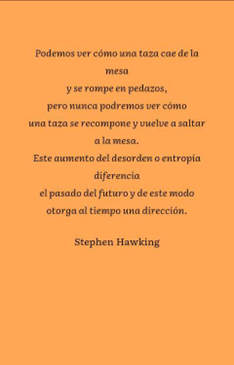 Podemos ver cómo una taza cae de la
mesa
y se rompe en pedazos,
pero nunca podremos ver cómo
una taza se recompone y vuelve a saltar
a la mesa.
Este aumento del desorden o entropía
diferencia
el pasado del futuro y de este modo
otorga al tiempo una dirección.
Stephen Hawking